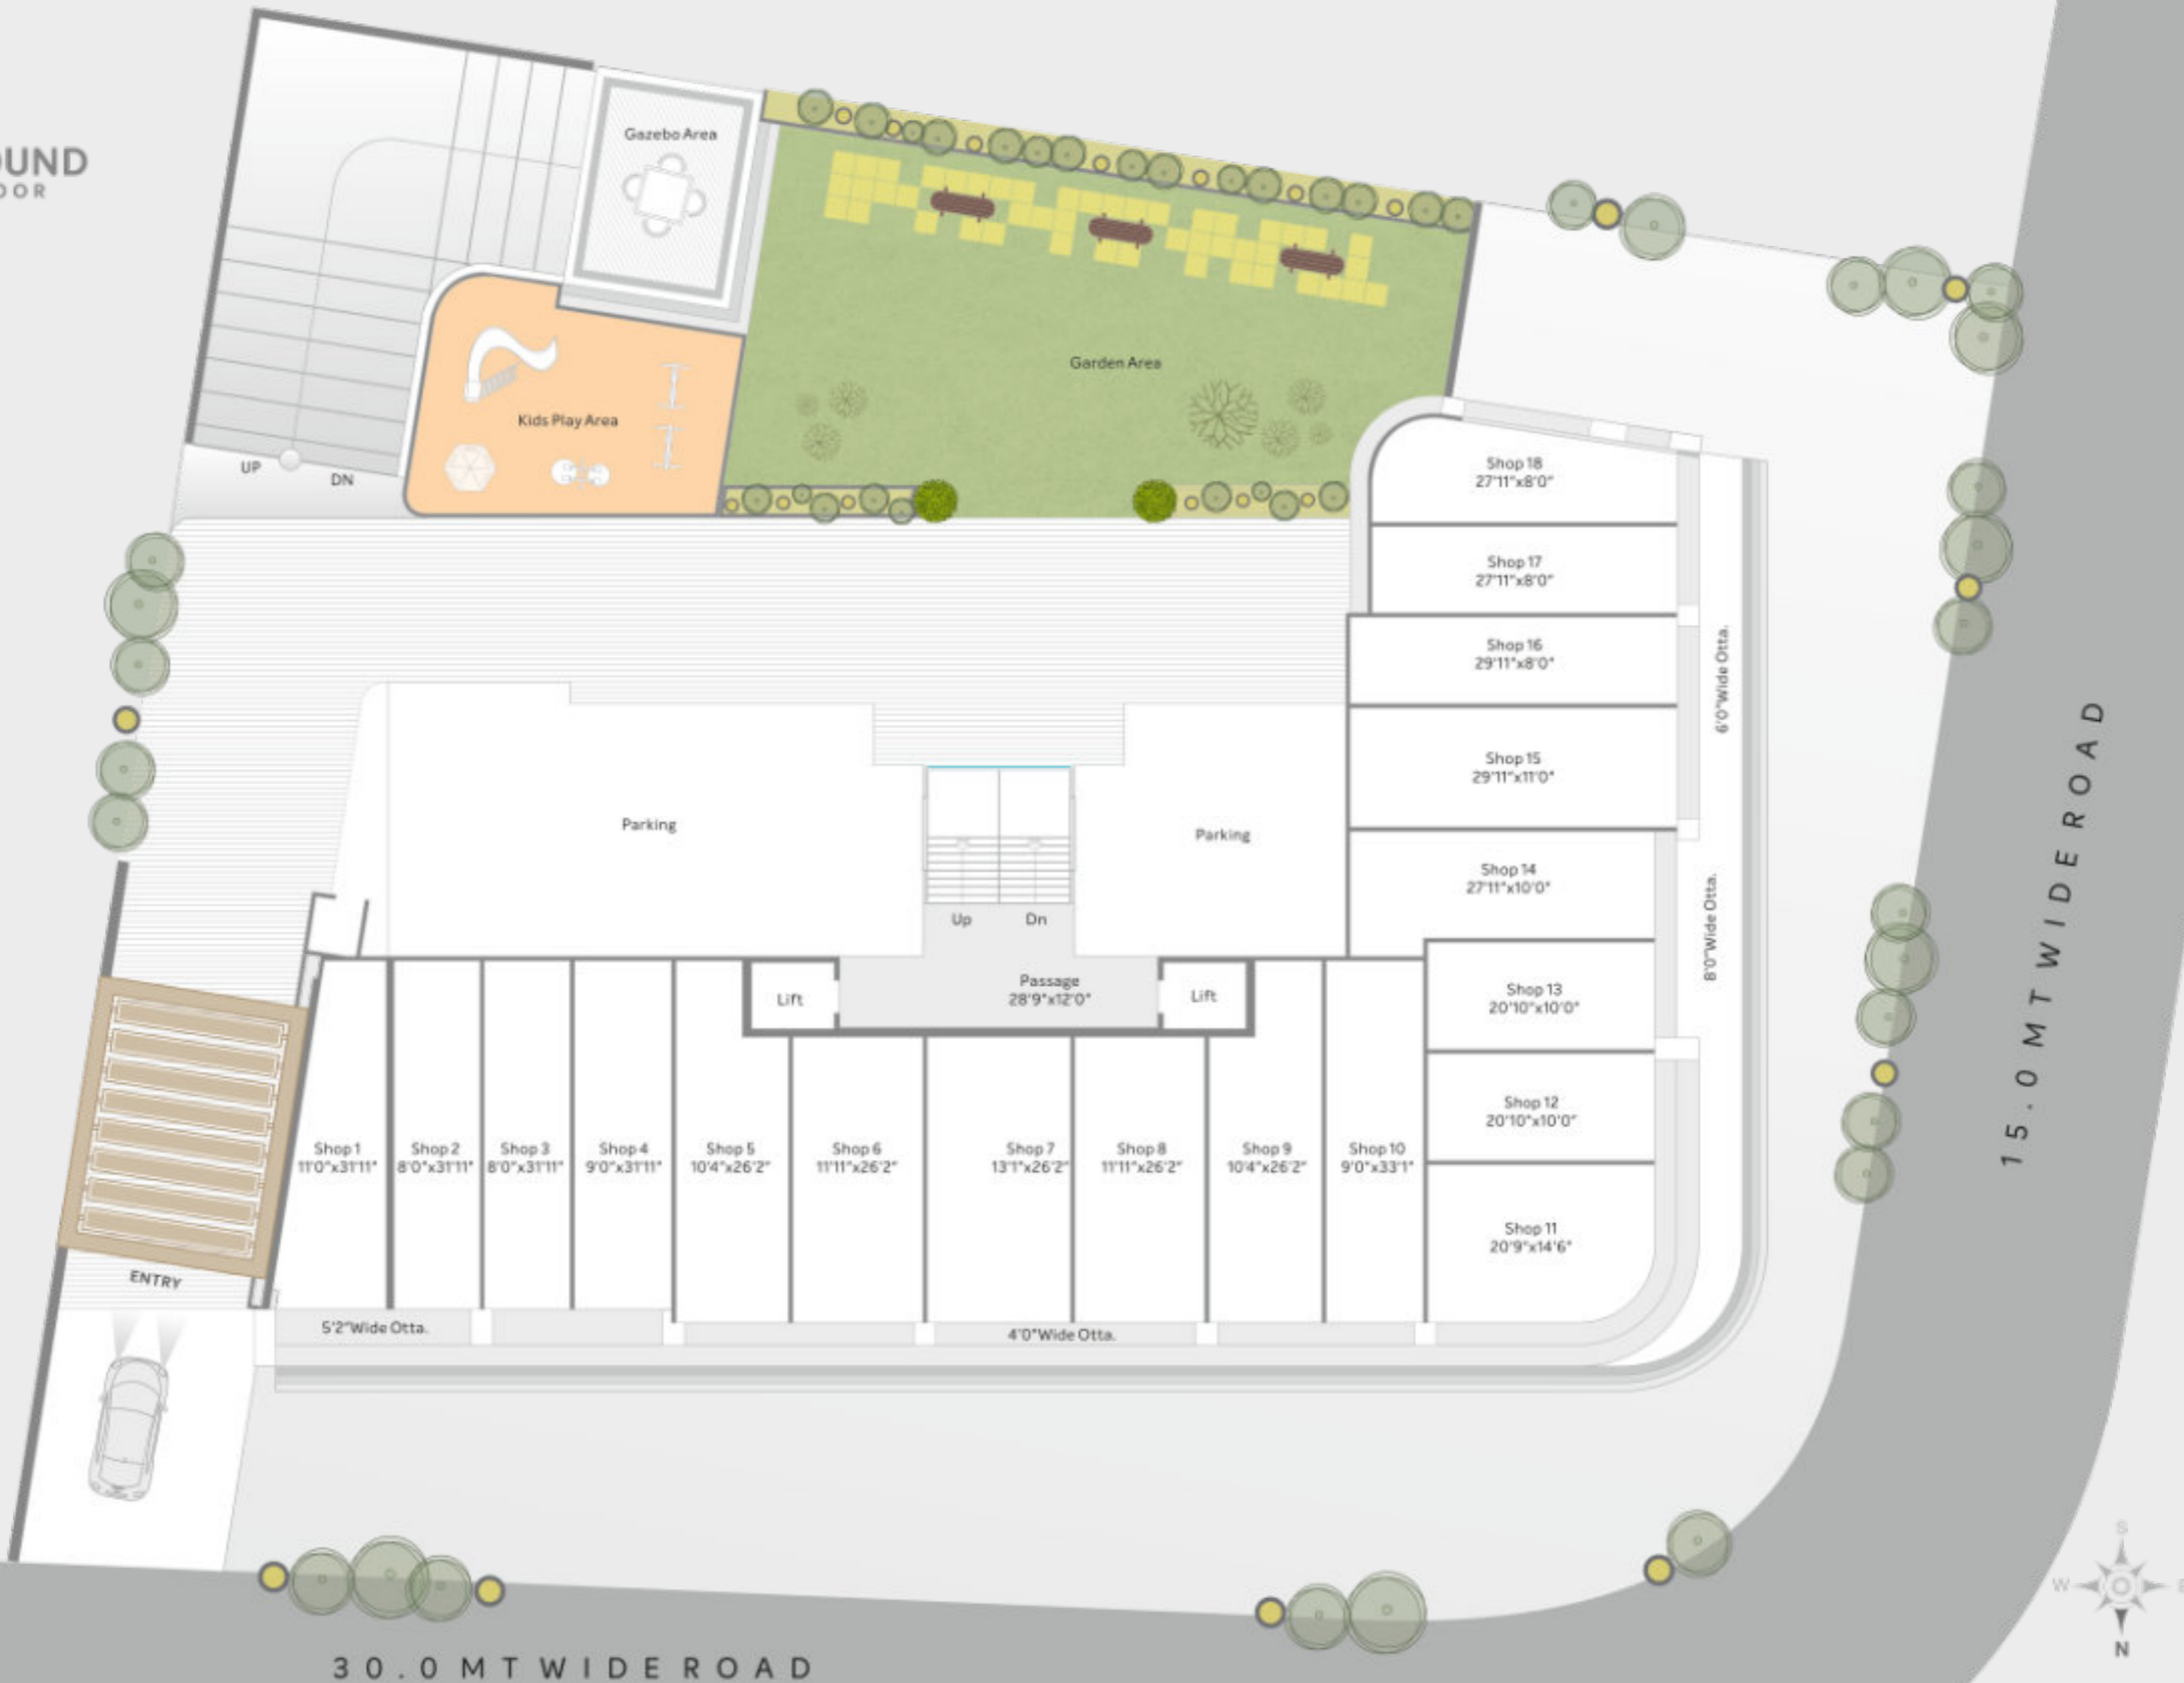 OUND
OOR
Gazebo Area
Garden Area
Kids Play Area
UP
DN
Shop 18
27'11"x8'0"
Shop 17
27'11"x8'0"
Shop 16
29'11"x8'0"
6'0"Wide Otta.
Shop 15
29'11"x11'0"
Parking
Parking
Shop 14
27'11"x10'0"
8'0"Wide Otta.
Up
Dn
Passage
28'9"x12'0"
Lift
Lift
Shop 13
20'10"x10'0"
Shop 12
20'10"x10'0"
Shop 1
11'0"x31'11"
Shop 2
8'0"x31'11"
Shop 3
8'0"x31'11"
Shop 4
9'0"x31'11"
Shop 5
10'4"x26'2"
Shop 6
11'11"x26'2"
Shop 7
13'1"x26'2"
Shop 8
11'11"x26'2"
Shop 9
10'4"x26'2"
Shop 10
9'0"x33'1"
Shop 11
20'9"x14'6"
ENTRY
5'2"Wide Otta.
4'0"Wide Otta.
15.0 MT WIDE ROAD
30.0 MT WIDE ROAD
S
W
E
N